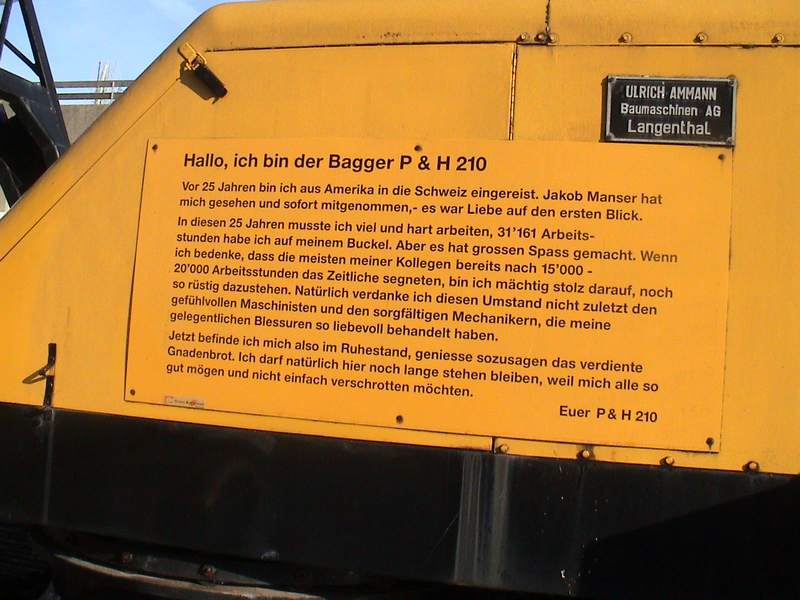 ULRICH AMMANN
Baumaschinen AG
Langenthal
Hallo, ich bin der Bagger P & H 210
Vor 25 Jahren bin ich aus Amerika in die Schweiz eingereist. Jakob Manser hat
mich gesehen und sofort mitgenommen,- es war Liebe auf den ersten Blick.
In diesen 25 Jahren musste ich viel und hart arbeiten, 31'161 Arbeits-
stunden habe ich auf meinem Buckel. Aber es hat grossen Spass gemacht. Wenn
ich bedenke, dass die meisten meiner Kollegen bereits nach 15'000 -
20'000 Arbeitsstunden das Zeitliche segneten, bin ich mächtig stolz darauf, noch
so rüstig dazustehen. Natürlich verdanke ich diesen Umstand nicht zuletzt den
gefühlvollen Maschinisten und den sorgfältigen Mechanikern, die meine
gelegentlichen Blessuren so liebevoll behandelt haben.
Jetzt befinde ich mich also im Ruhestand, geniesse sozusagen das verdiente
Gnadenbrot. Ich darf natürlich hier noch lange stehen bleiben, weil mich alle so
gut mögen und nicht einfach verschrotten möchten.
Euer P & H 210